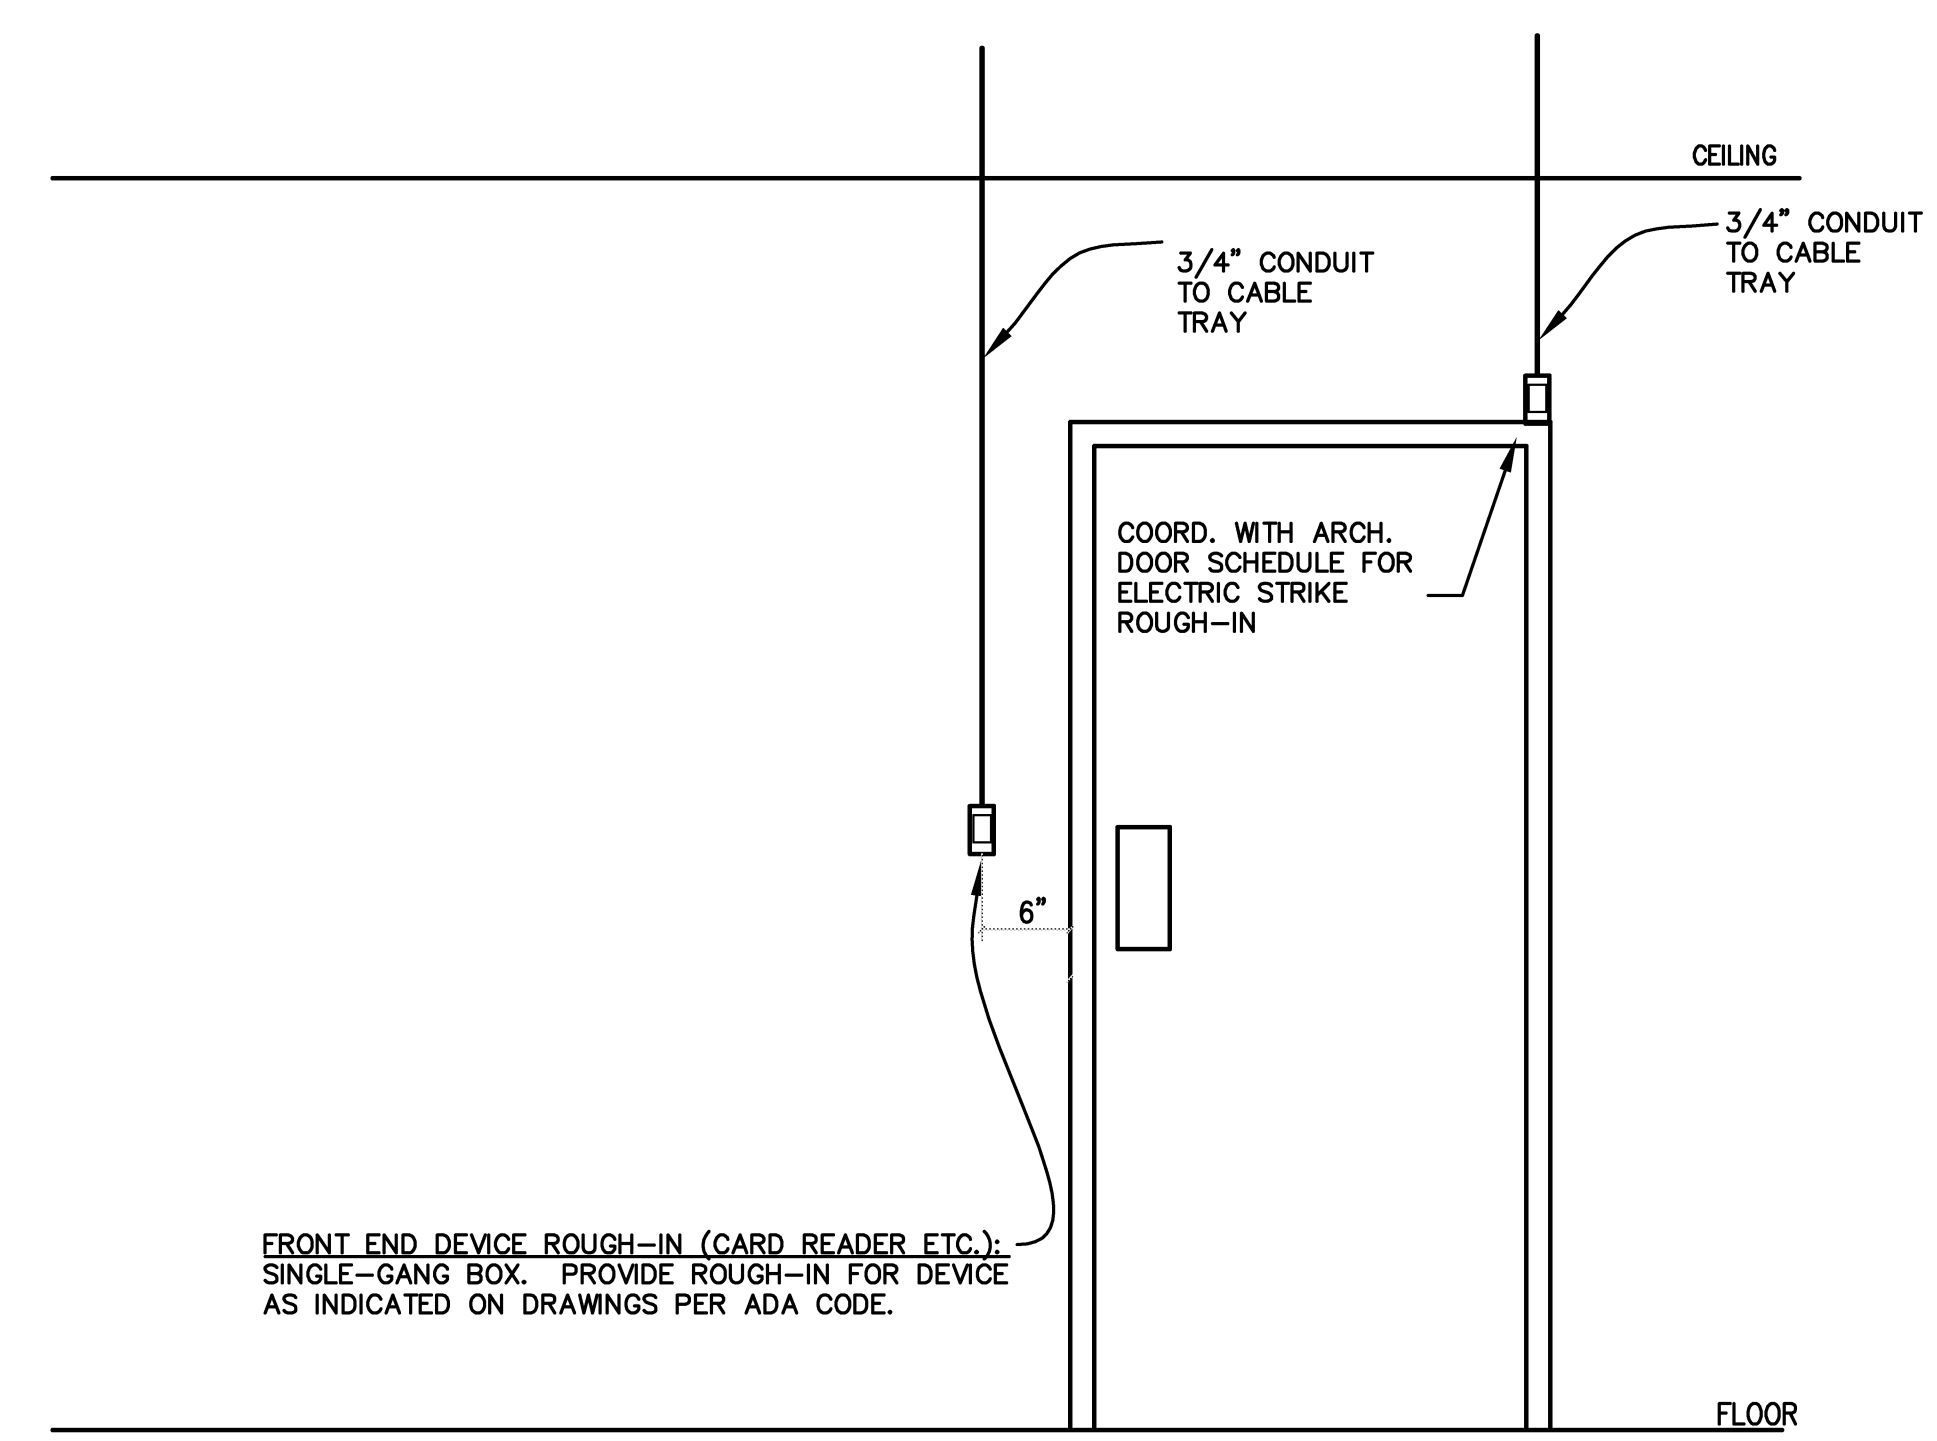 CEILING
3/4" CONDUIT
TO CABLE
TRAY
3/4" CONDUIT
TO CABLE
TRAY
COORD. WITH ARCH.
DOOR SCHEDULE FOR
ELECTRIC STRIKE
ROUGH-IN
6"
FRONT END DEVICE ROUGH-IN (CARD READER ETC.):
SINGLE-GANG BOX. PROVIDE ROUGH-IN FOR DEVICE
AS INDICATED ON DRAWINGS PER ADA CODE.
FLOOR